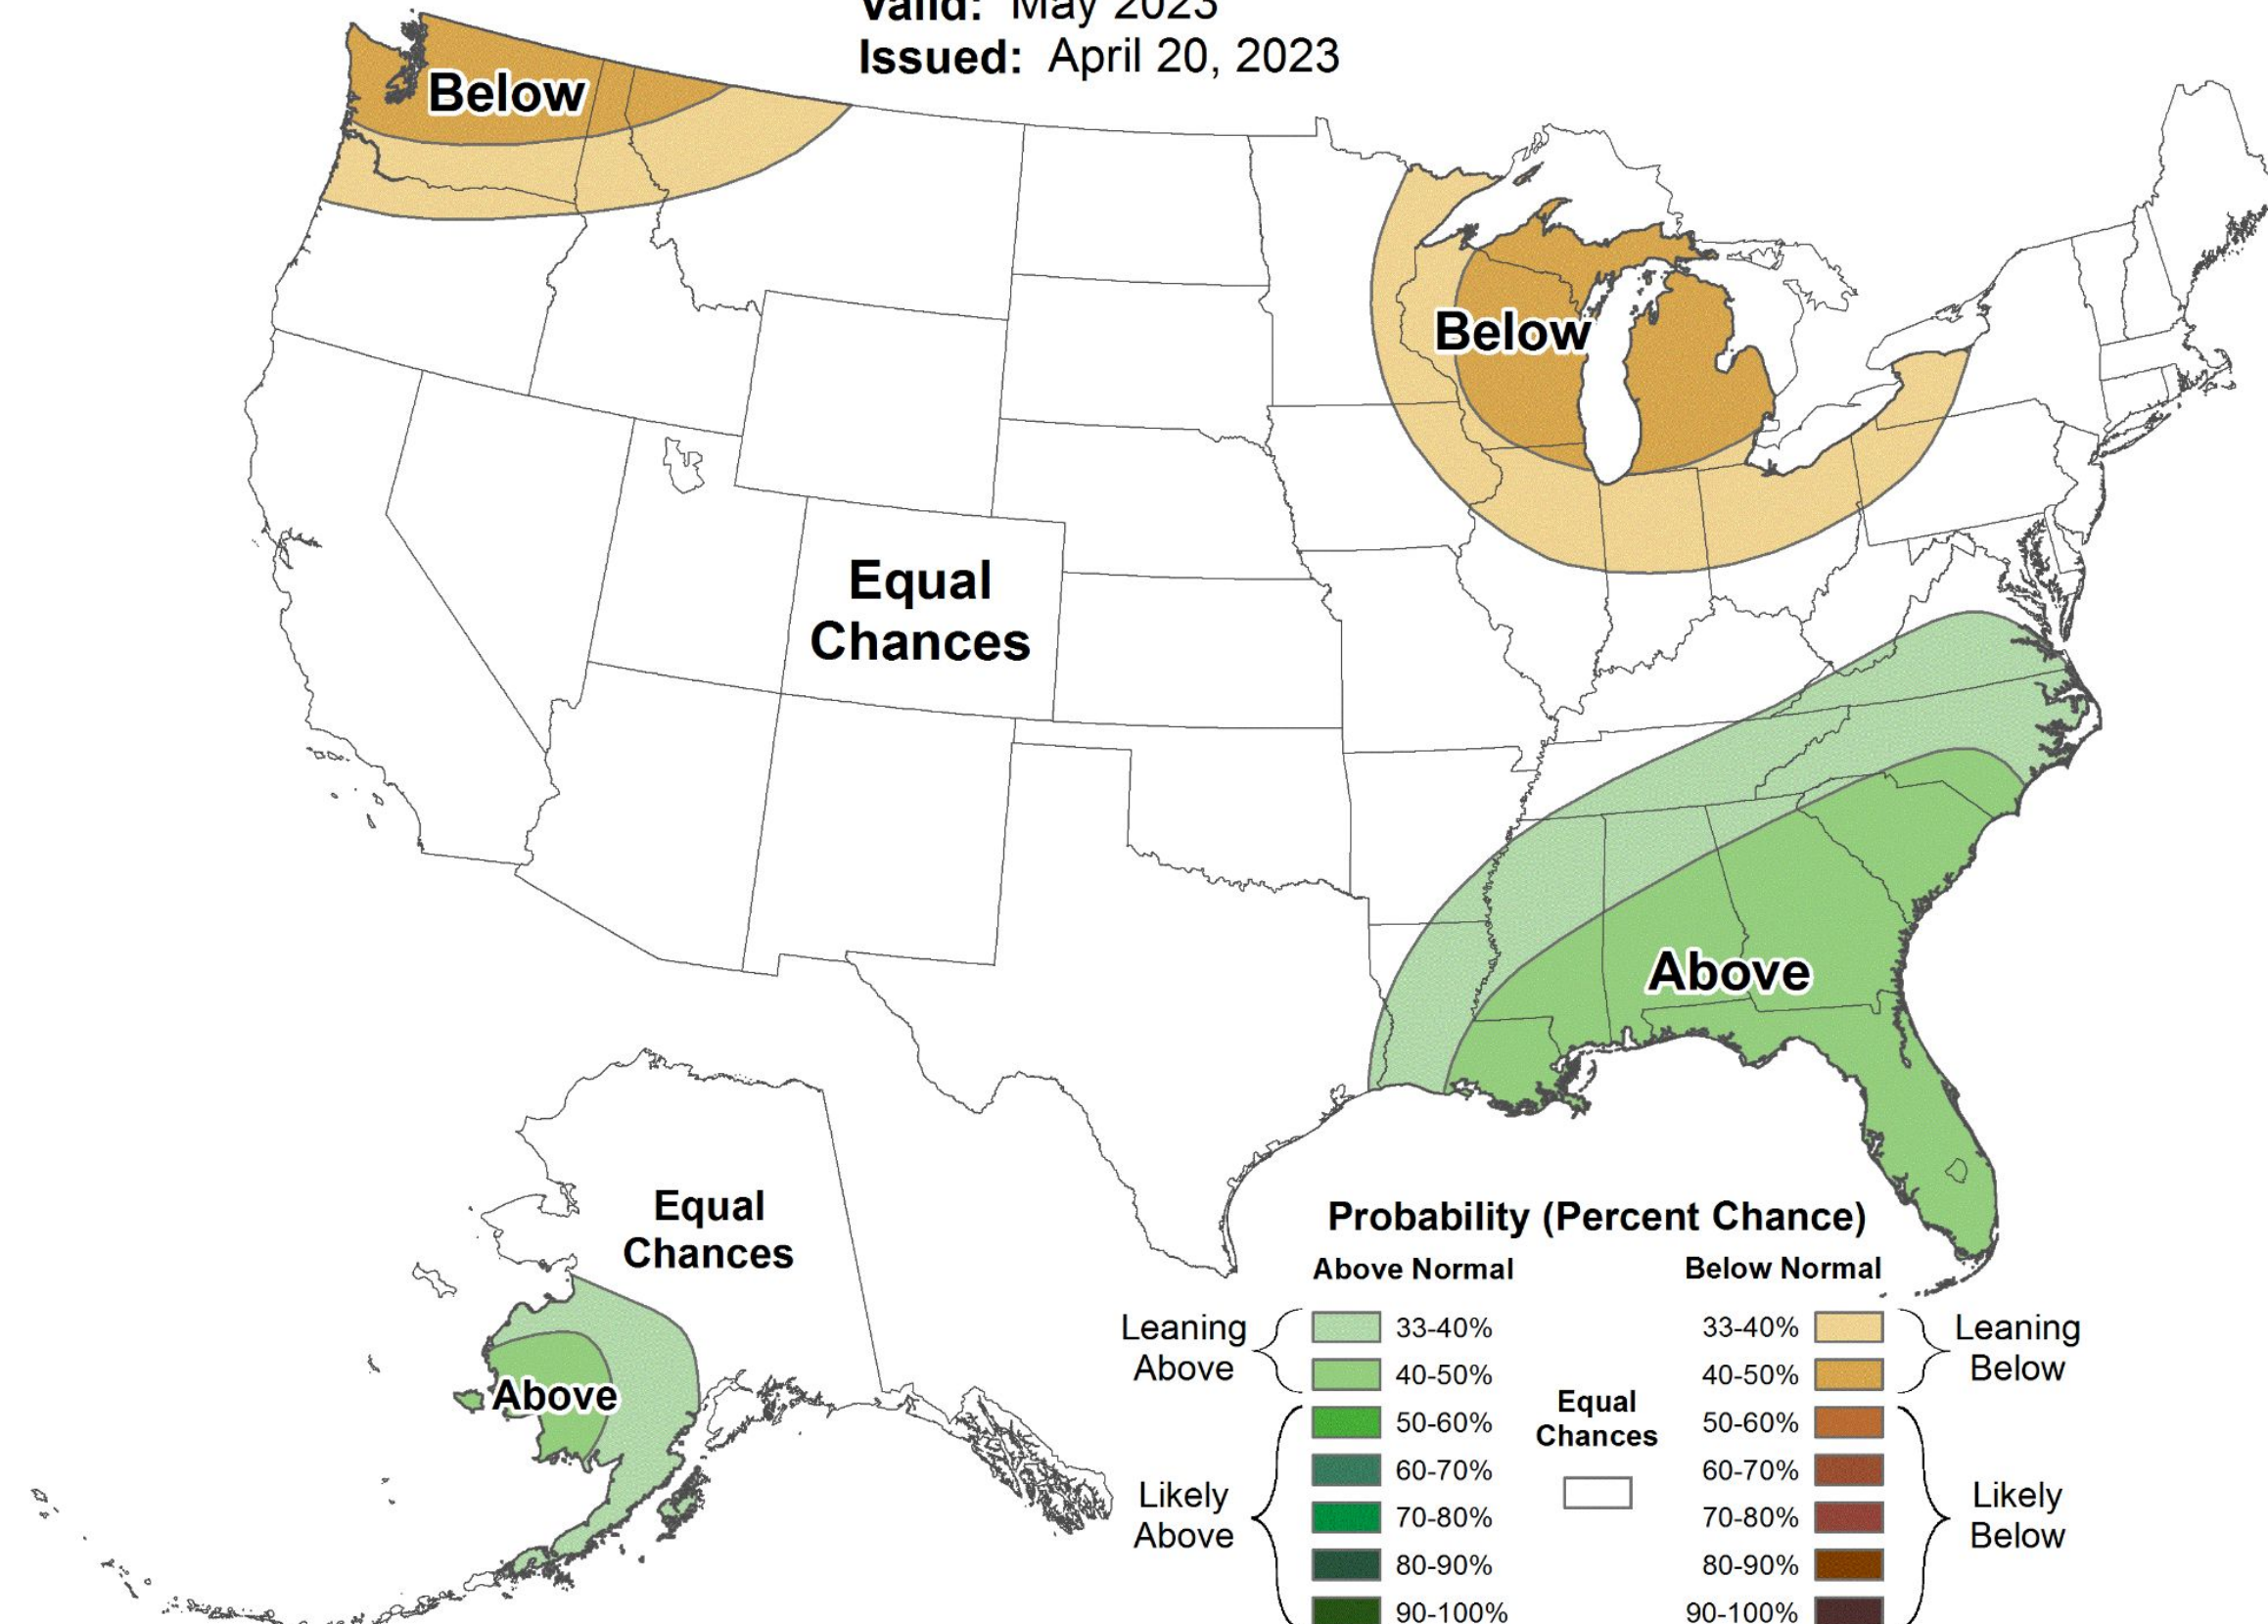 Valid: May 2023
Issued: April 20, 2023
Below
Below
Equal
Chances
Above
Equal
Chances
Above
Probability (Percent Chance)
Above Normal
Below Normal
Leaning
Above
33-40%
40-50%
50-60%
60-70%
70-80%
80-90%
90-100%
Likely
Above
Equal
Chances
33-40%
40-50%
50-60%
60-70%
70-80%
80-90%
90-100%
Leaning
Below
Likely
Below